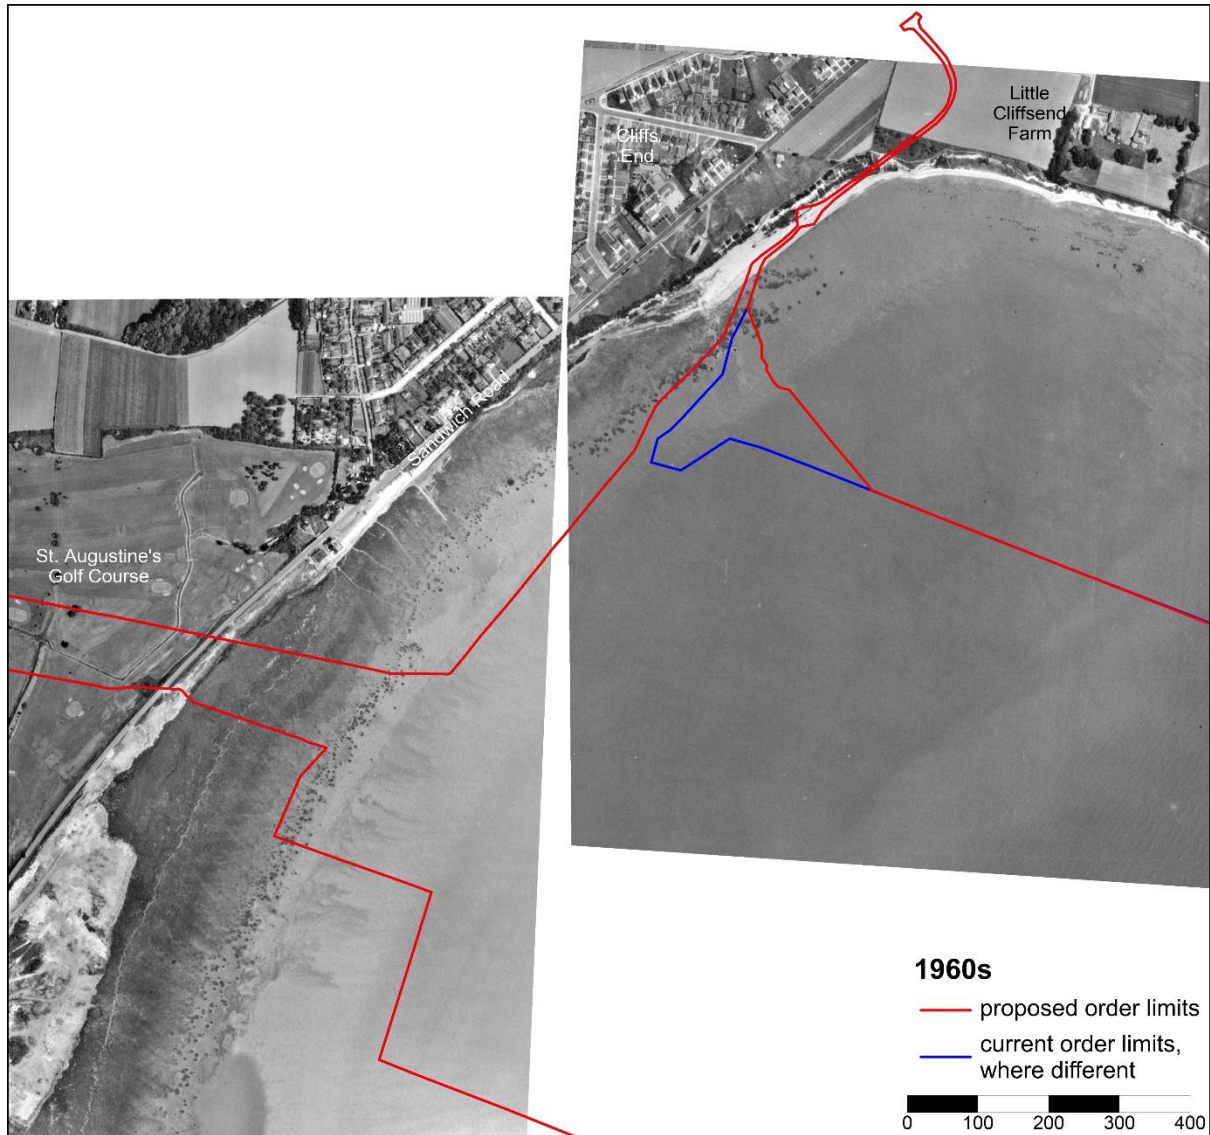 Little
Cliffsend
Farm
Cliffs
End
Sandwich Road
St. Augustine's
Golf Course
1960s
proposed order limits
current order limits,
where different
0 100 200 300 400